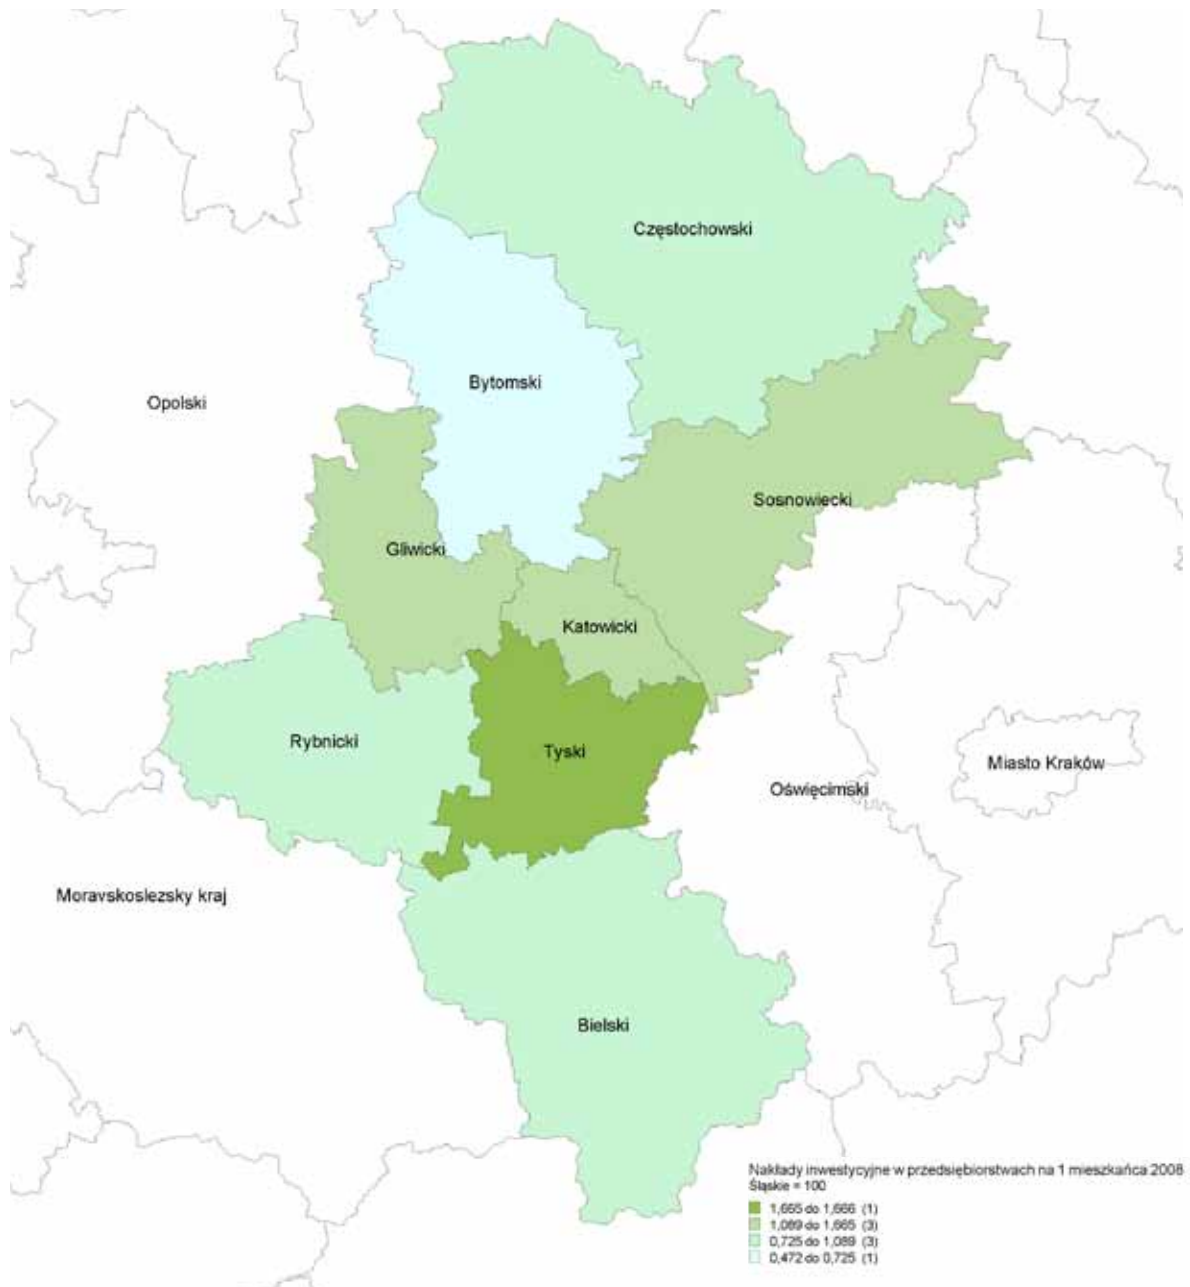 Częstochowski
Bytomski
Opolski
Sosnowiecki
Gliwicki
Katowicki
Rybnicki
Tyski
Miasto Kraków
Oświęcimski
Moravskoslezsky kraj
Bielski
Nakłady inwestycyjne w przedsiębiorstwach na 1 mieszkańca 2008
Śląskie = 100
1,665 do 1,666 (1)
1,089 do 1,665 (3)
0,725 do 1,089 (3)
0,472 do 0,725 (1)